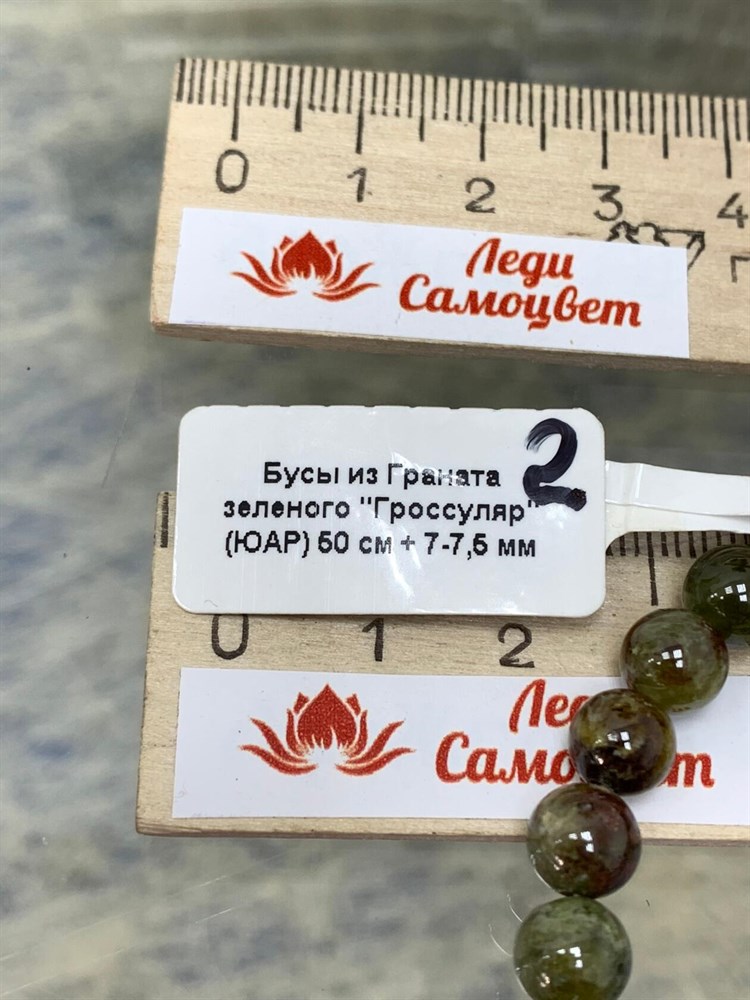 0 1 2 3 4
Леди
Самоцвет
2
Бусы из Граната
зеленого "Гроссуляр"
(ЮАР) 50 см + 7-7,5 мм
0 1 2
Леди
Самоцвет